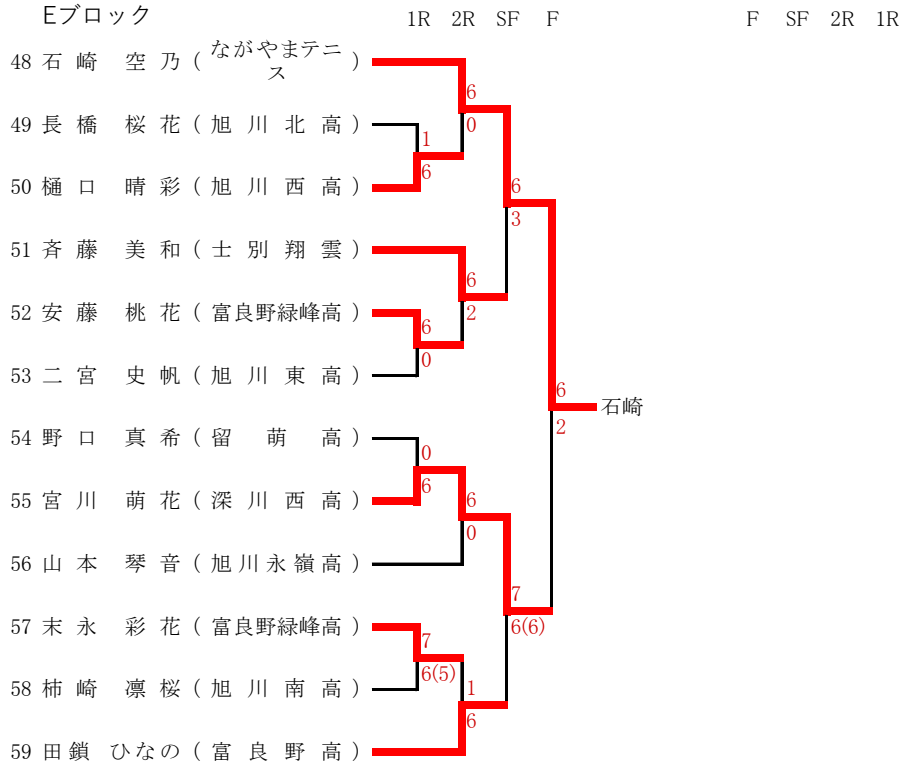 Eブロック 1R 2R SF F F SF 2R 1R
48 石崎 空乃 (ながやまテニス)
6
49 長橋 桜花 (旭川北高) 0
1
6
50 樋口 晴彩 (旭川西高) 6
3
51 斉藤 美和 (士別翔雲)
6
52 安藤 桃花 (富良野緑峰高) 2
6
0
53 二宮 史帆 (旭川東高)
6
石崎
2
54 野口 真希 (留萌高)
0
6
55 宮川 萌花 (深川西高) 6
0
56 山本 琴音 (旭川永嶺高)
7
6(6)
57 末永 彩花 (富良野緑峰高)
7
6(5)
58 柿崎 凛桜 (旭川南高) 1
6
59 田鎖 ひなの (富良野高)